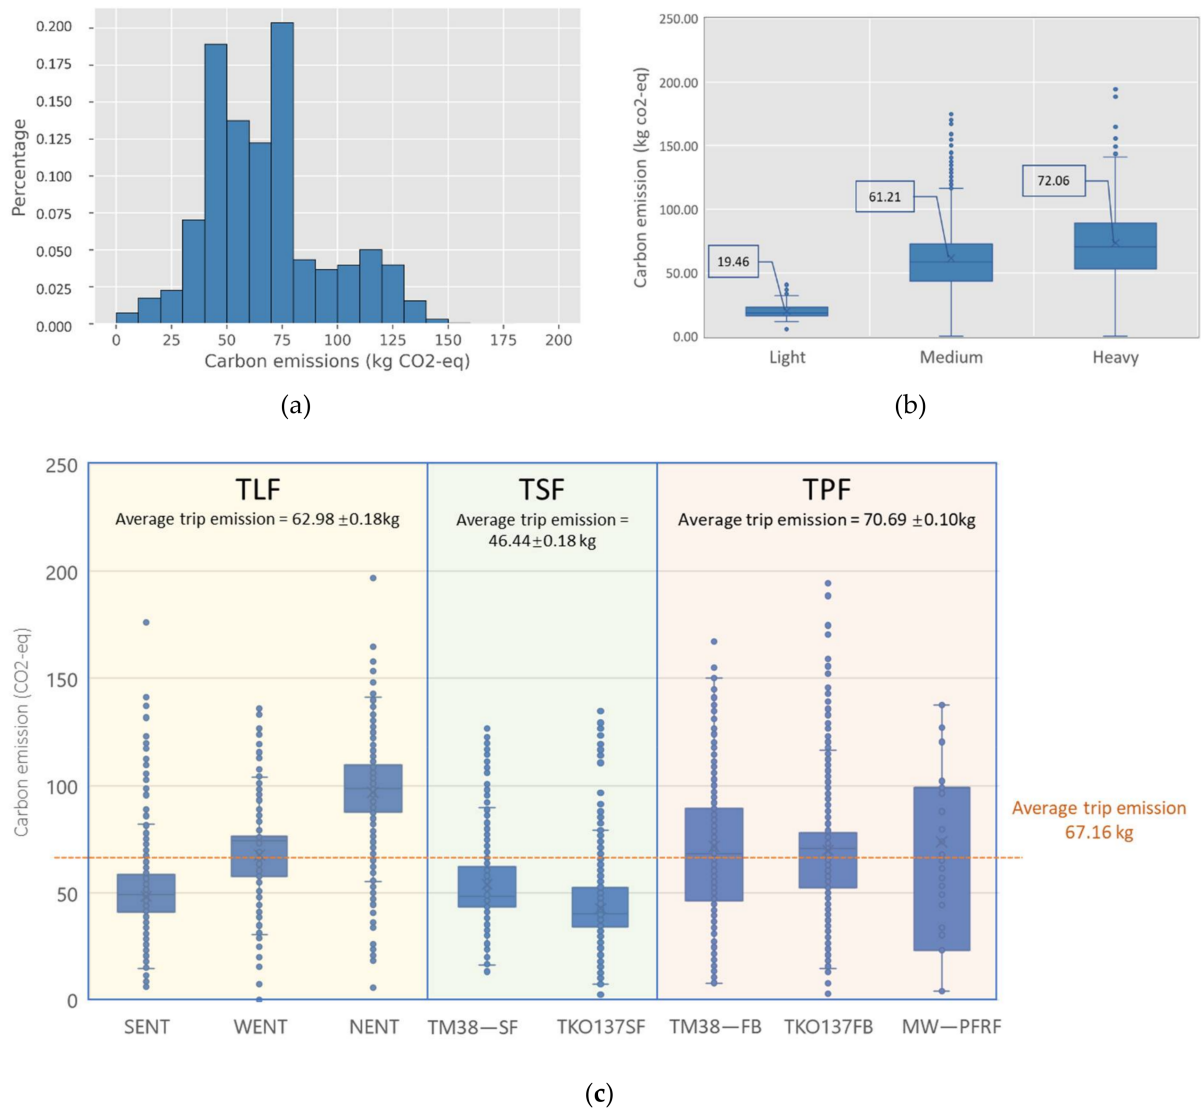 0.200
0.175
0.150
0.125
0.100
0.075
0.050
0.025
0.000
Percentage
0 25 50 75 100 125 150 175 200
Carbon emissions (kg CO2-eq)
(a)
250.00
200.00
150.00
100.00
50.00
0.00
Carbon emission (kg co2-eq)
19.46
61.21
72.06
Light Medium Heavy
(b)
250
200
150
100
50
0
Carbon emission (CO2-eq)
TLF
Average trip emission = 62.98 ±0.18kg
TSF
Average trip emission =
46.44±0.18 kg
TPF
Average trip emission = 70.69 ±0.10kg
Average trip emission
67.16 kg
SENT WENT NENT TM38—SF TKO137SF TM38—FB TKO137FB MW—PFRF
(c)